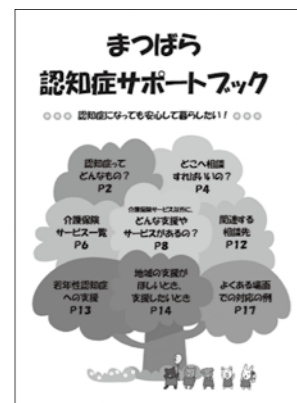 まつばら
認知症サポートブック
認知症になっても安心して暮らしたい！
認知症って
どんなもの？
P2
どこへ相談
すればいいの？
P4
介護保険
サービス一覧
P6
介護保険サービス以外に、
どんな支援や
サービスがあるの？
P8
関連する
相談先
P12
若年性認知症
への支援
P13
地域の支援が
ほしいとき、
支援したいとき
P14
よくある場面
での対応の例
P17